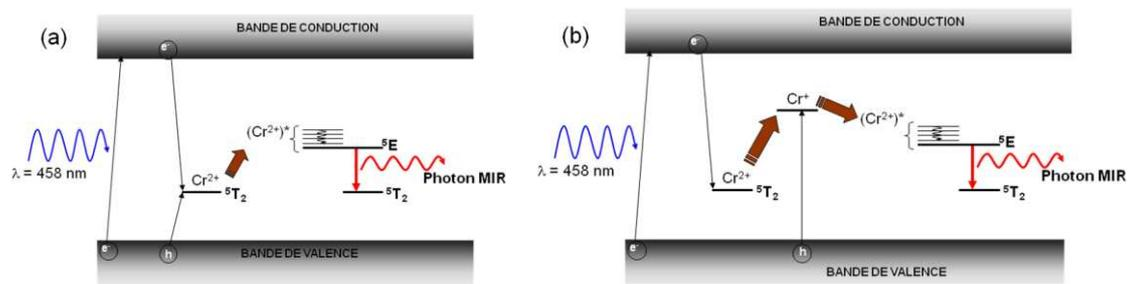 (a)
BANDE DE CONDUCTION
e-
λ = 458 nm
(Cr²⁺)*
⁵E
Cr²⁺
⁵T₂
Photon MIR
⁵T₂
e-
h
BANDE DE VALENCE
(b)
BANDE DE CONDUCTION
e-
λ = 458 nm
Cr⁺
(Cr²⁺)*
⁵E
Cr²⁺
⁵T₂
Photon MIR
⁵T₂
e-
h
BANDE DE VALENCE